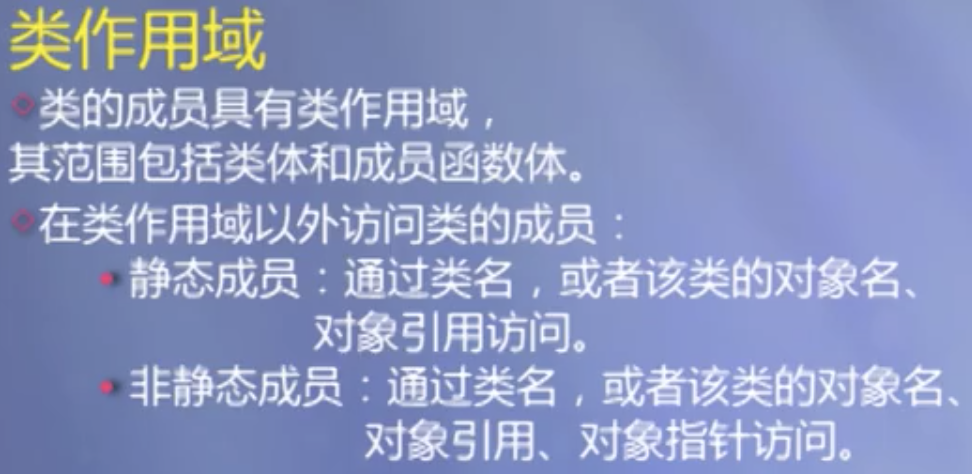 类作用域
类的成员具有类作用域，
其范围包括类体和成员函数体。
在类作用域以外访问类的成员：
静态成员：通过类名，或者该类的对象名、
对象引用访问。
非静态成员：通过类名，或者该类的对象名、
对象引用、对象指针访问。